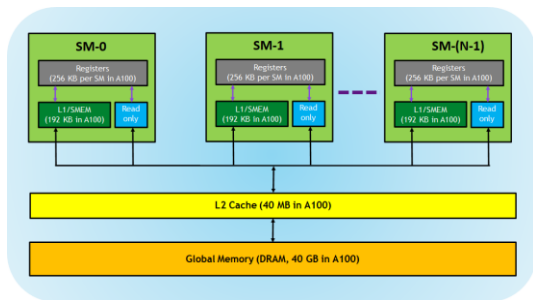 SM-0
Registers
(256 KB per SM in A100)
L1/SMEM
(192 KB in A100)
Read
only
SM-1
Registers
(256 KB per SM in A100)
L1/SMEM
(192 KB in A100)
Read
only
SM-(N-1)
Registers
(256 KB per SM in A100)
L1/SMEM
(192 KB in A100)
Read
only
L2 Cache (40 MB in A100)
Global Memory (DRAM, 40 GB in A100)